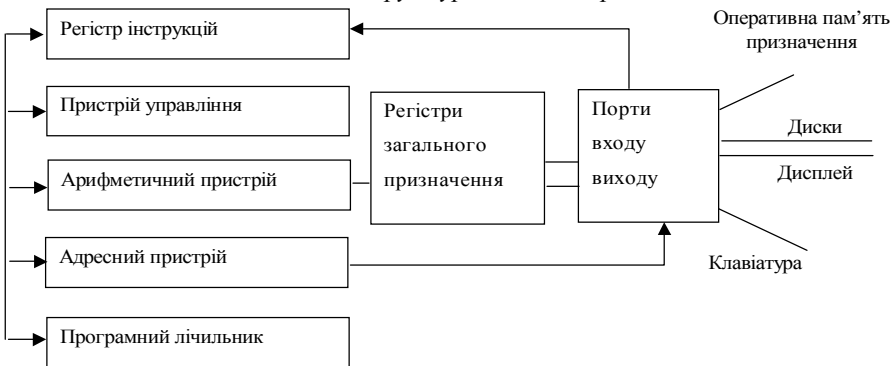 Регістр інструкцій
Оперативна пам’ять
призначення
Пристрій управління
Регістри
загального
призначення
Порти
входу
виходу
Диски
Дисплей
Арифметичний пристрій
Адресний пристрій
Клавіатура
Програмний лічильник